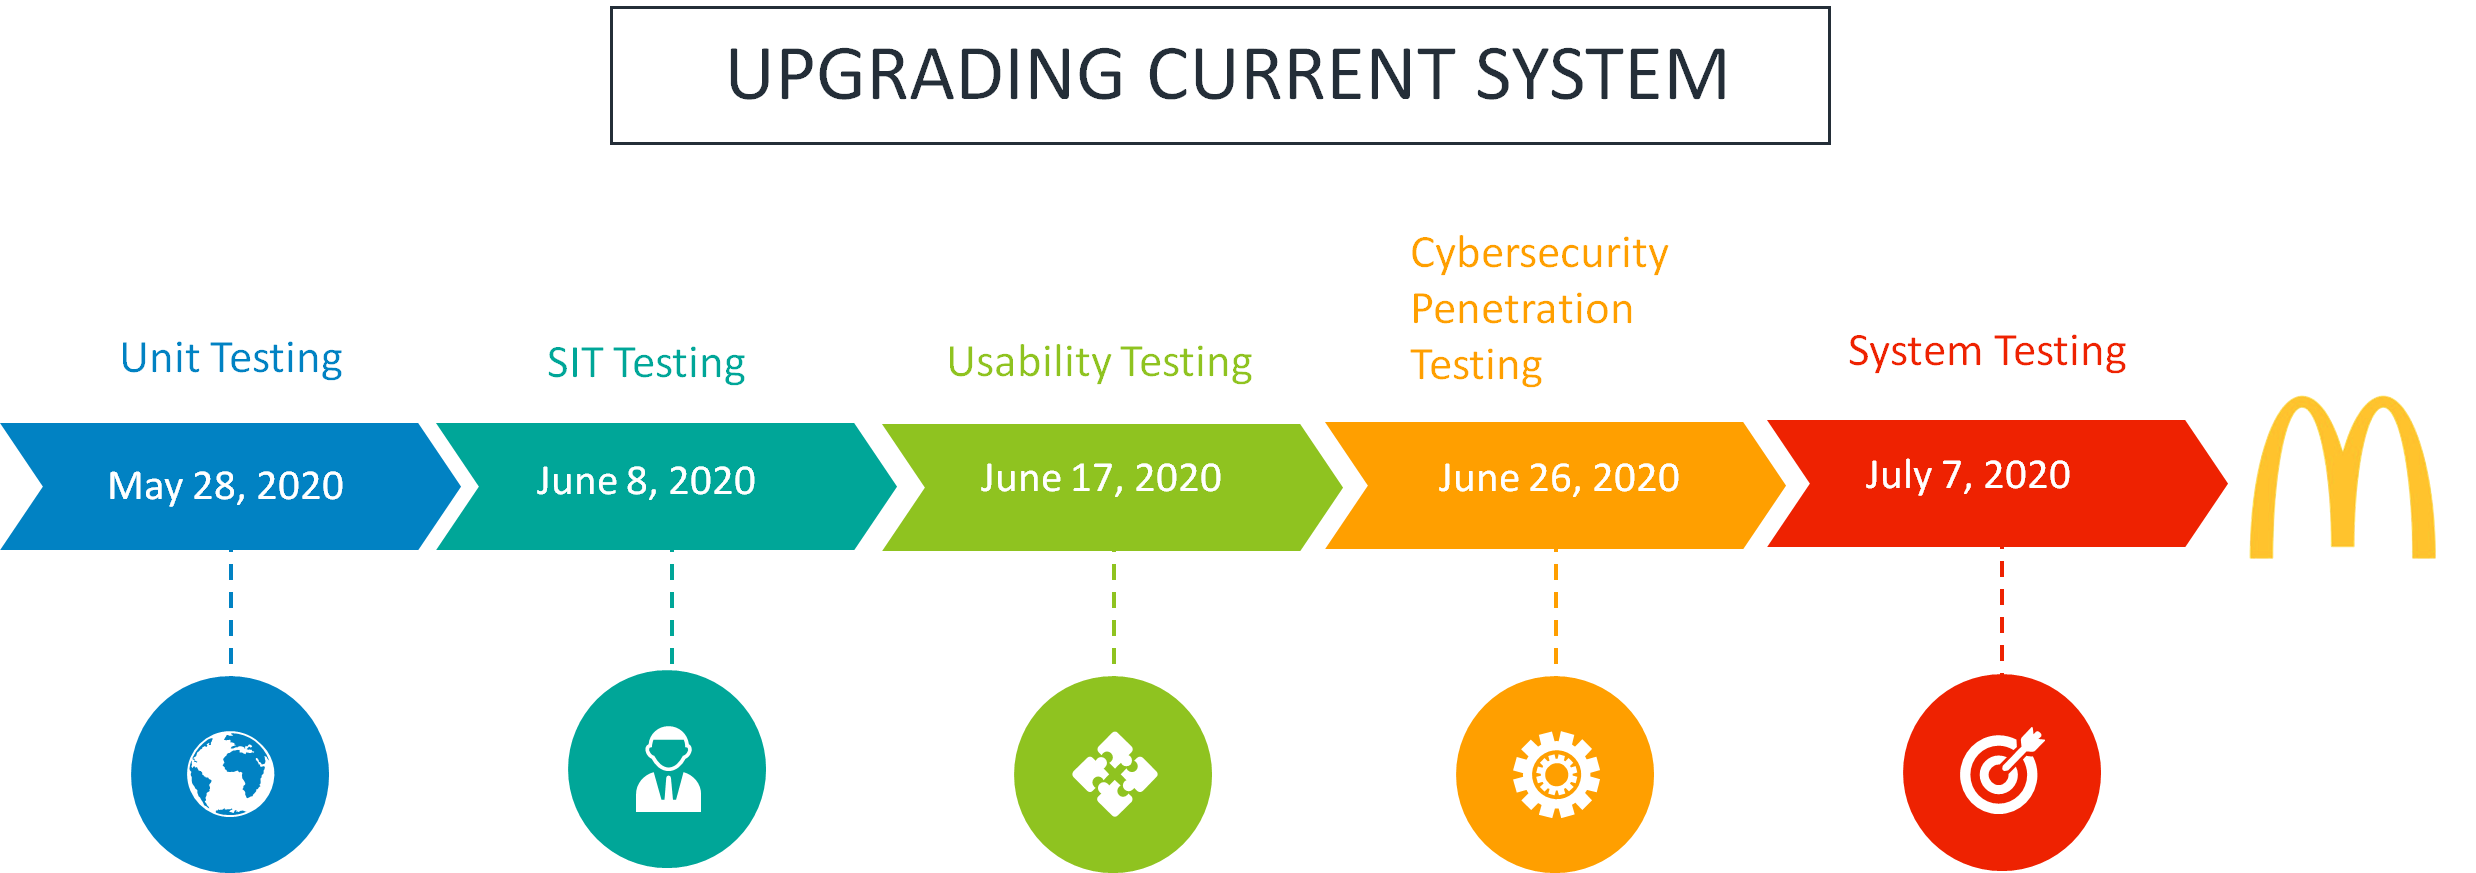 UPGRADING CURRENT SYSTEM
Unit Testing
May 28, 2020
SIT Testing
June 8, 2020
Usability Testing
June 17, 2020
Cybersecurity
Penetration
Testing
June 26, 2020
System Testing
July 7, 2020